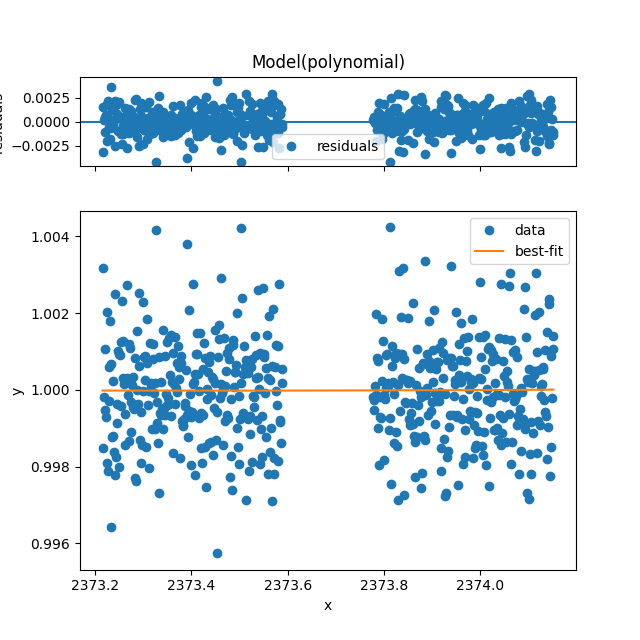 Model(polynomial)
0.0025
0.0000
−0.0025
residuals
1.004
1.002
1.000
0.998
0.996
y
data
best-fit
2373.2
2373.4
2373.6
2373.8
2374.0
x